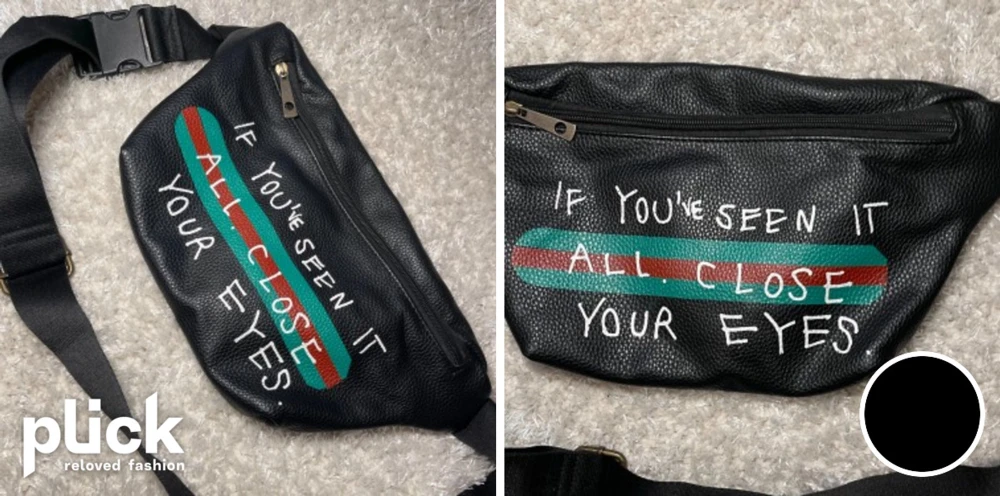 IF YOU'VE SEEN IT
ALL. CLOSE
YOUR EYES.
plick
reloved fashion
IF YOU'VE SEEN IT
ALL. CLOSE
YOUR EYES.